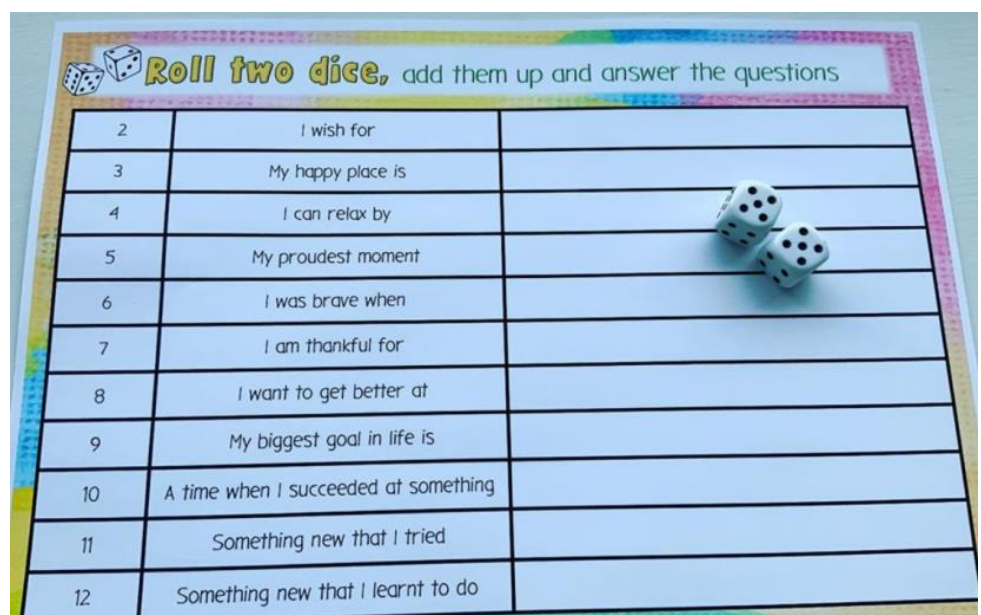 Roll two dice, add them up and answer the questions
2 I wish for
3 My happy place is
4 I can relax by
5 My proudest moment
6 I was brave when
7 I am thankful for
8 I want to get better at
9 My biggest goal in life is
10 A time when I succeeded at something
11 Something new that I tried
12 Something new that I learnt to do